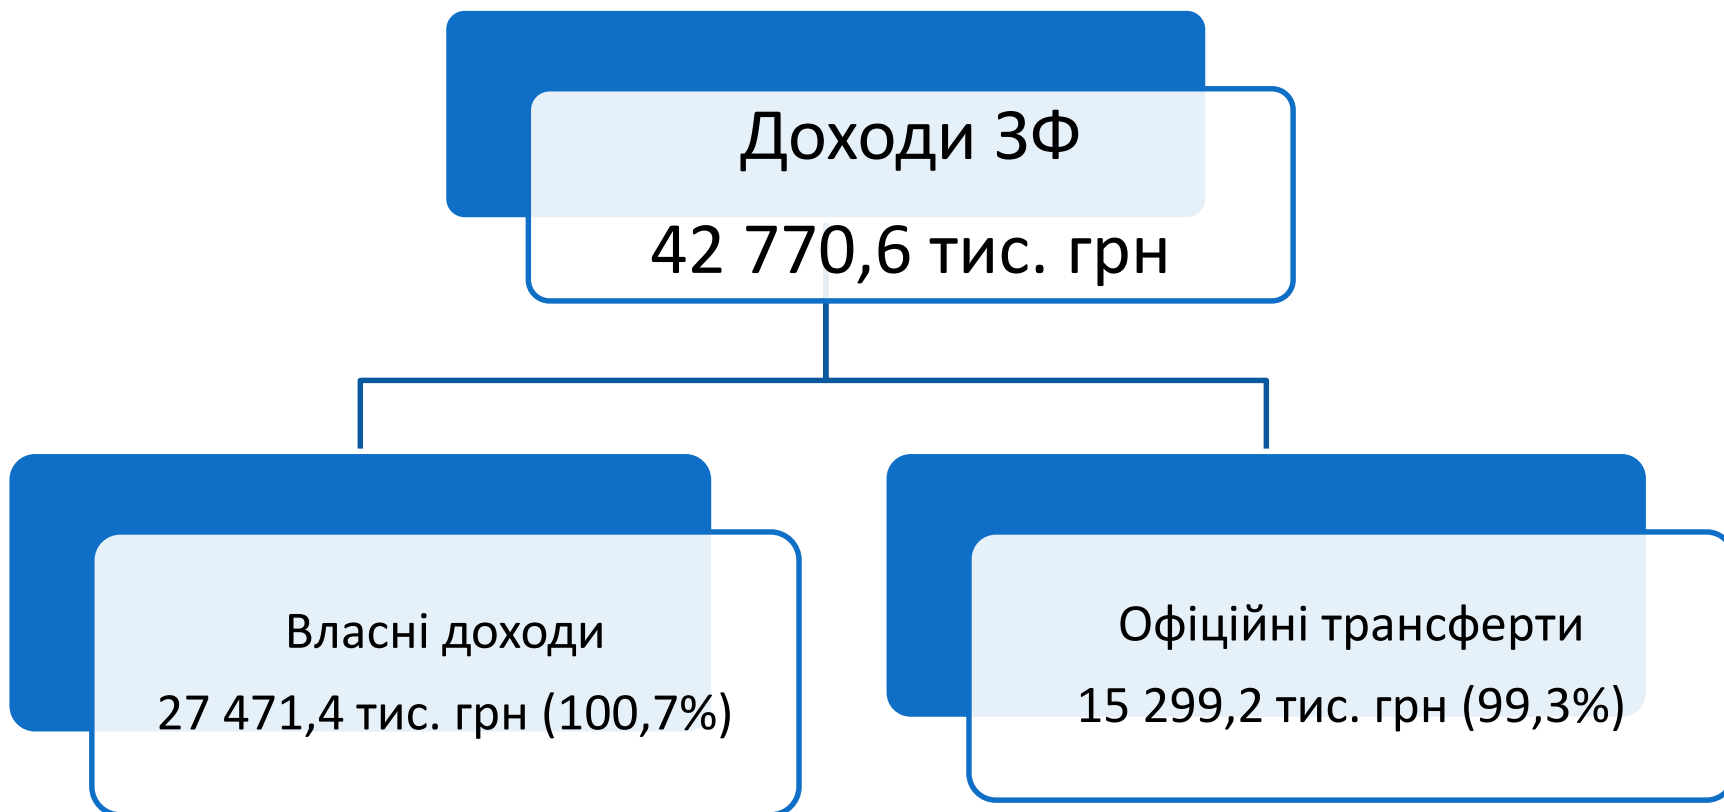 Доходи ЗФ
42 770,6 тис. грн
Власні доходи
27 471,4 тис. грн (100,7%)
Офіційні трансферти
15 299,2 тис. грн (99,3%)